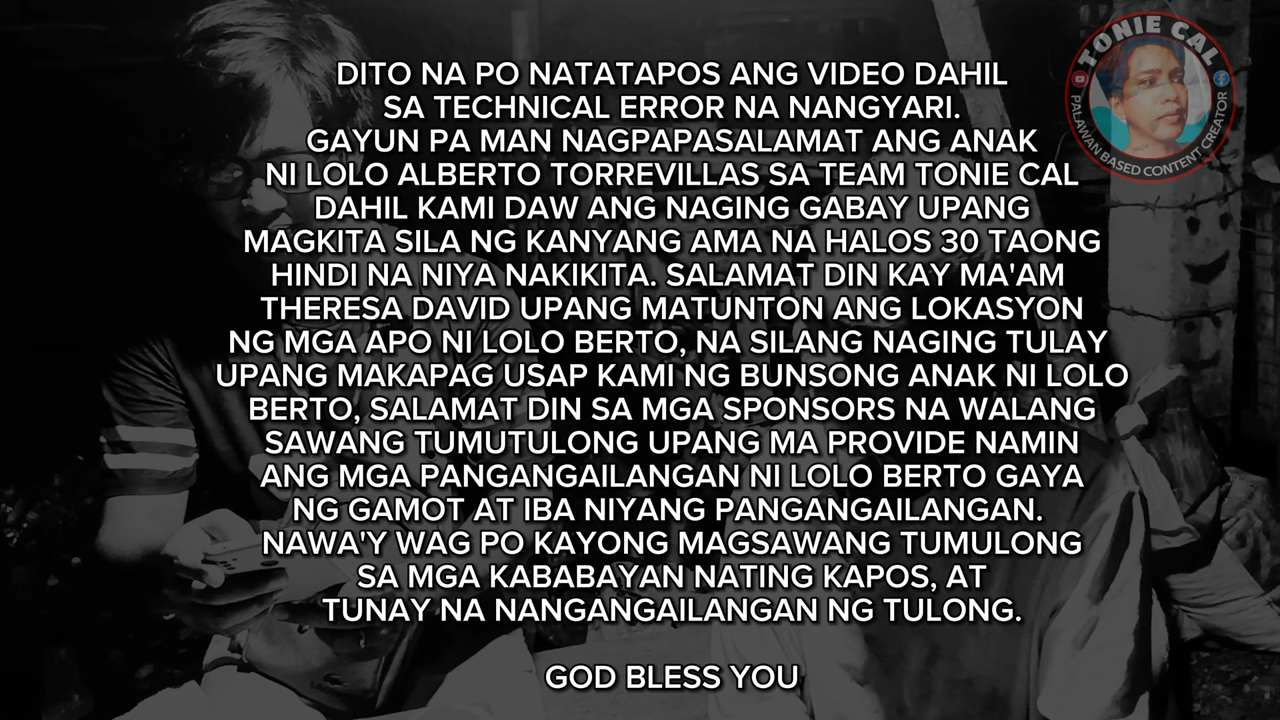 TONIE CAL
PALAWAN BASED CONTENT CREATOR
DITO NA PO NATATAPOS ANG VIDEO DAHIL
SA TECHNICAL ERROR NA NANGYARI.
GAYUN PA MAN NAGPAPASALAMAT ANG ANAK
NI LOLO ALBERTO TORREVILLAS SA TEAM TONIE CAL
DAHIL KAMI DAW ANG NAGING GABAY UPANG
MAGKITA SILA NG KANYANG AMA NA HALOS 30 TAONG
HINDI NA NIYA NAKIKITA. SALAMAT DIN KAY MA'AM
THERESA DAVID UPANG MATUNTON ANG LOKASYON
NG MGA APO NI LOLO BERTO, NA SILANG NAGING TULAY
UPANG MAKAPAG USAP KAMI NG BUNSONG ANAK NI LOLO
BERTO, SALAMAT DIN SA MGA SPONSORS NA WALANG
SAWANG TUMUTULONG UPANG MA PROVIDE NAMIN
ANG MGA PANGANGAILANGAN NI LOLO BERTO GAYA
NG GAMOT AT IBA NIYANG PANGANGAILANGAN.
NAWA'Y WAG PO KAYONG MAGSAWANG TUMULONG
SA MGA KABABAYAN NATING KAPOS, AT
TUNAY NA NANGANGAILANGAN NG TULONG.
GOD BLESS YOU